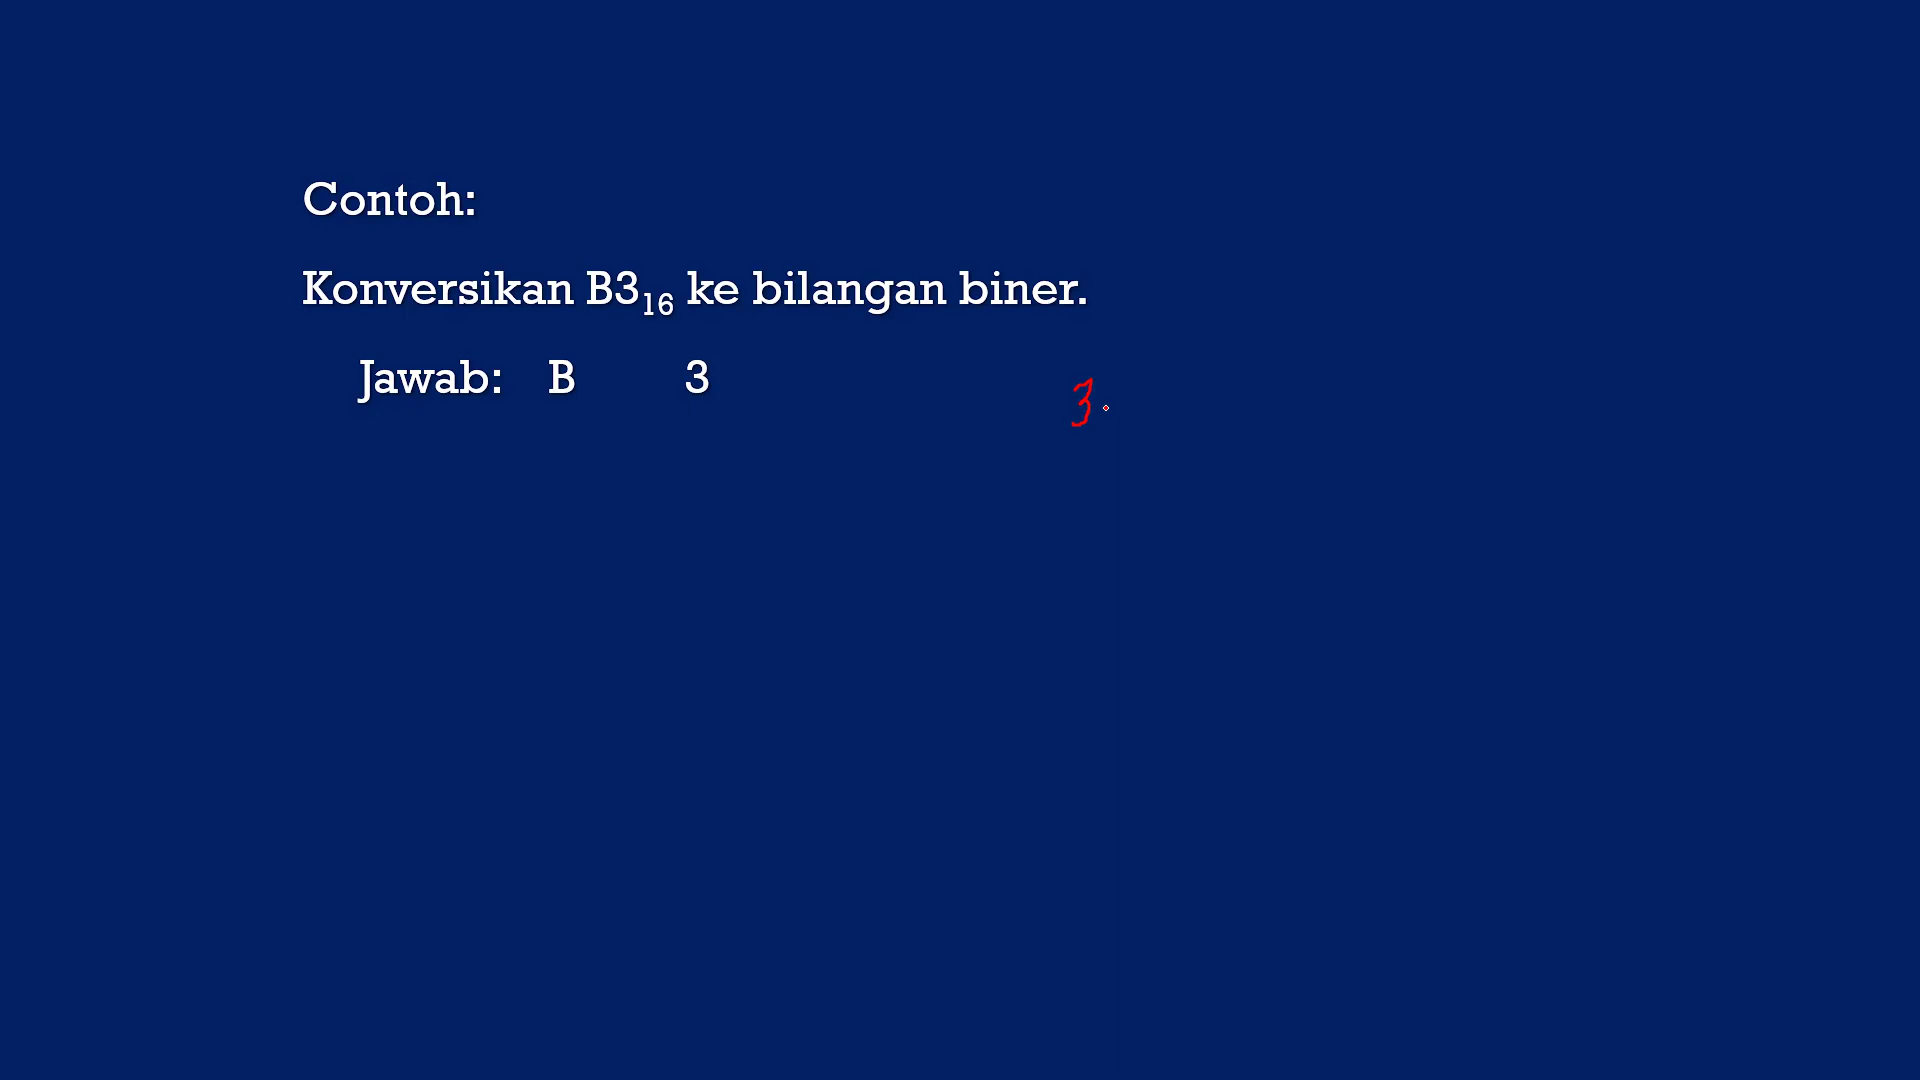 Contoh:
Konversikan B3₁₆ ke bilangan biner.
Jawab: B 3
3